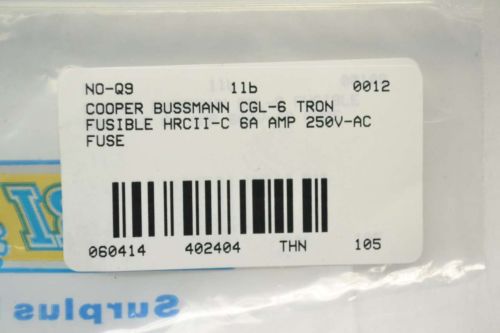 NO-Q9 11b 0012
COOPER BUSSMANN CGL-6 TRON
FUSIBLE HRCII-C 6A AMP 250V-AC
FUSE
060414 402404 THN 105
Surplus